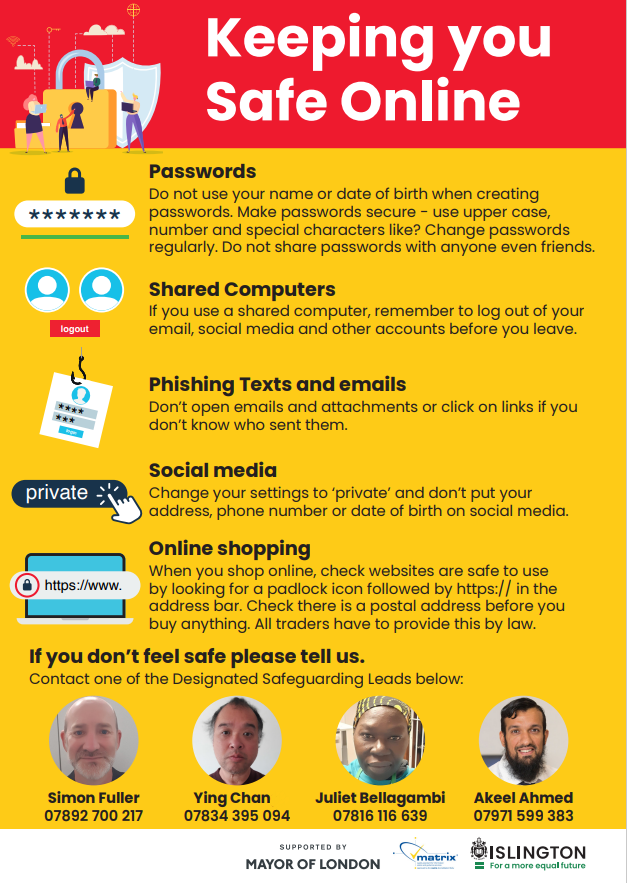 Keeping you
Safe Online
Passwords
Do not use your name or date of birth when creating
passwords. Make passwords secure - use upper case,
number and special characters like? Change passwords
regularly. Do not share passwords with anyone even friends.
*******
Shared Computers
If you use a shared computer, remember to log out of your
email, social media and other accounts before you leave.
logout
Phishing Texts and emails
Don't open emails and attachments or click on links if you
don't know who sent them.
****
***
Social media
private
Change your settings to 'private' and don't put your
address, phone number or date of birth on social media.
Online shopping
When you shop online, check websites are safe to use
by looking for a padlock icon followed by https:// in the
address bar. Check there is a postal address before you
buy anything. All traders have to provide this by law.
https://www.
If you don't feel safe please tell us.
Contact one of the Designated Safeguarding Leads below:
Simon Fuller
07892 700 217
Ying Chan
07834 395 094
Juliet Bellagambi
07816 116 639
Akeel Ahmed
07971 599 383
SUPPORTED BY
MAYOR OF LONDON
matrix
ISLINGTON
For a more equal future